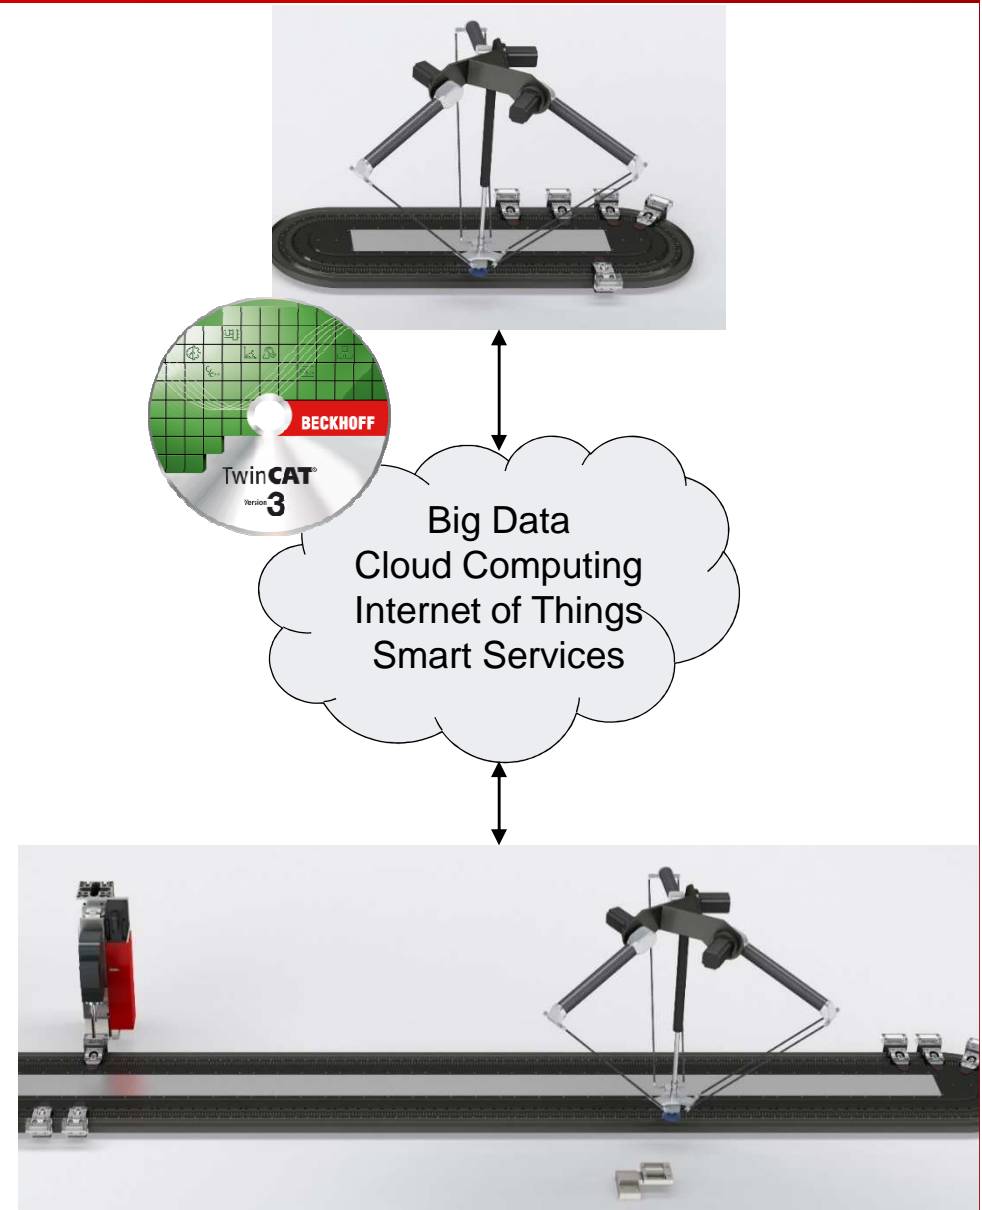 BECKHOFF
TwinCAT®
Version 3
Big Data
Cloud Computing
Internet of Things
Smart Services